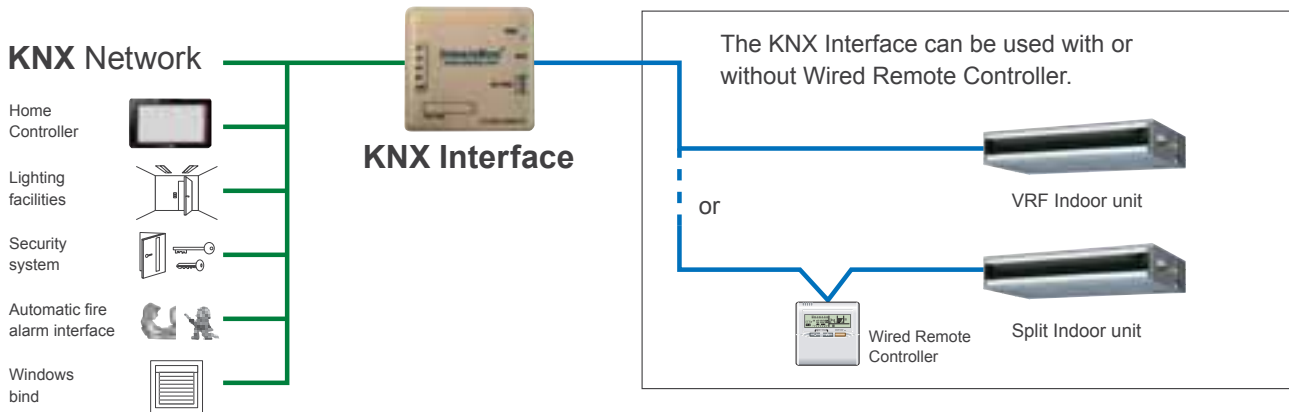 KNX Network
Home
Controller
Lighting
facilities
Security
system
Automatic fire
alarm interface
Windows
bind
KNX Interface
The KNX Interface can be used with or
without Wired Remote Controller.
or
VRF Indoor unit
Wired Remote
Controller
Split Indoor unit